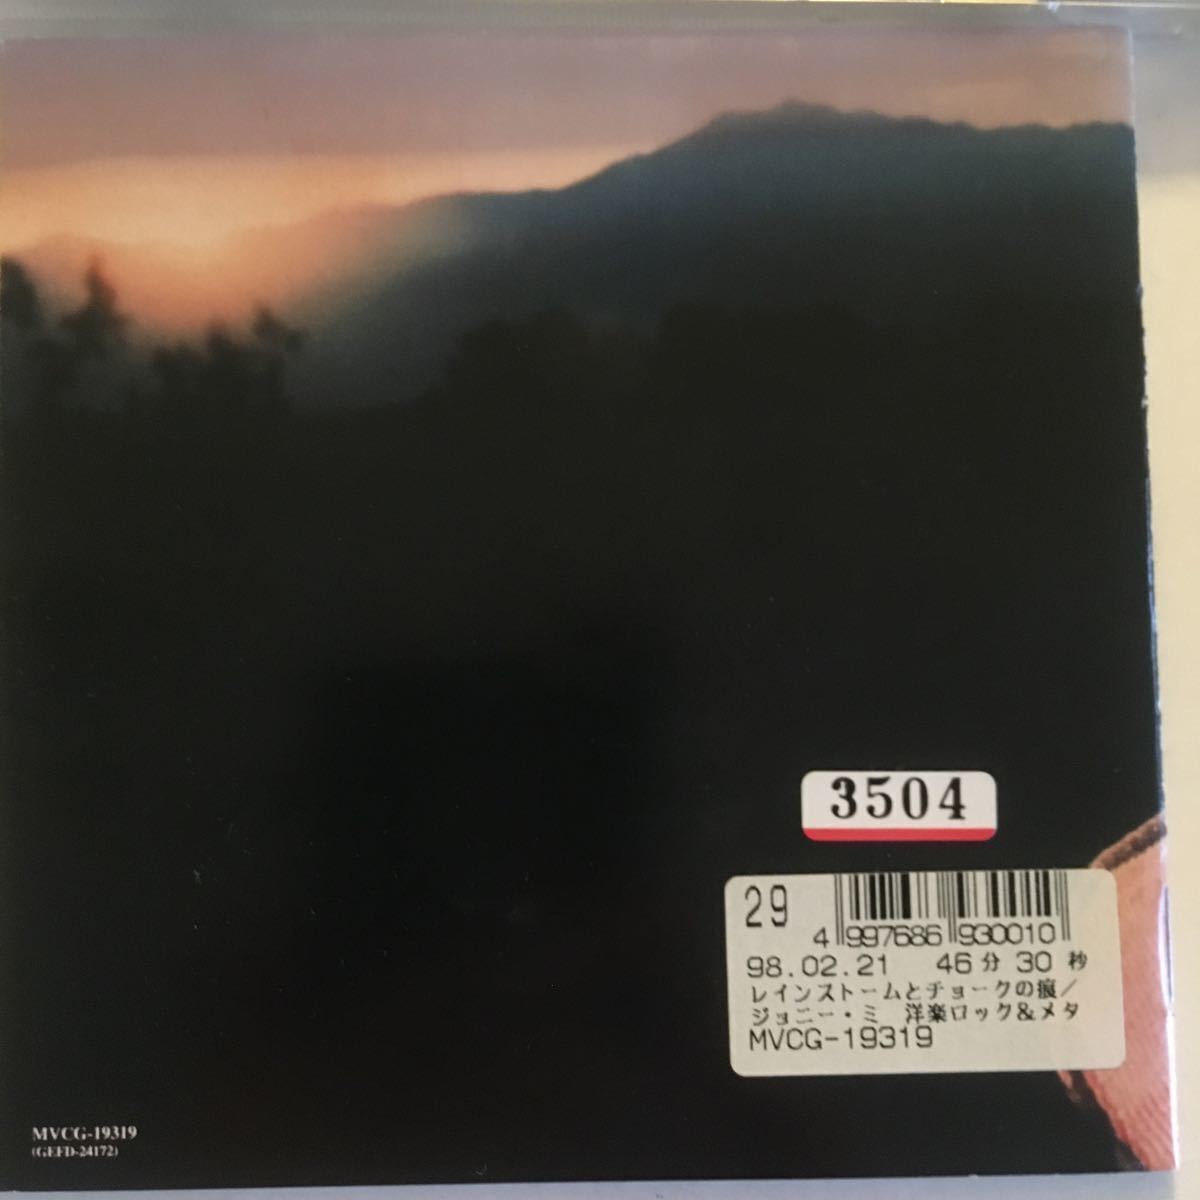 3504
29
4 997686 930010
98.02.21 46分30秒
レインストームとチョークの痕/
ジョニー・ミ 洋楽ロック&メタ
MVCG-19319
MVCG-19319
(GEFD-24172)